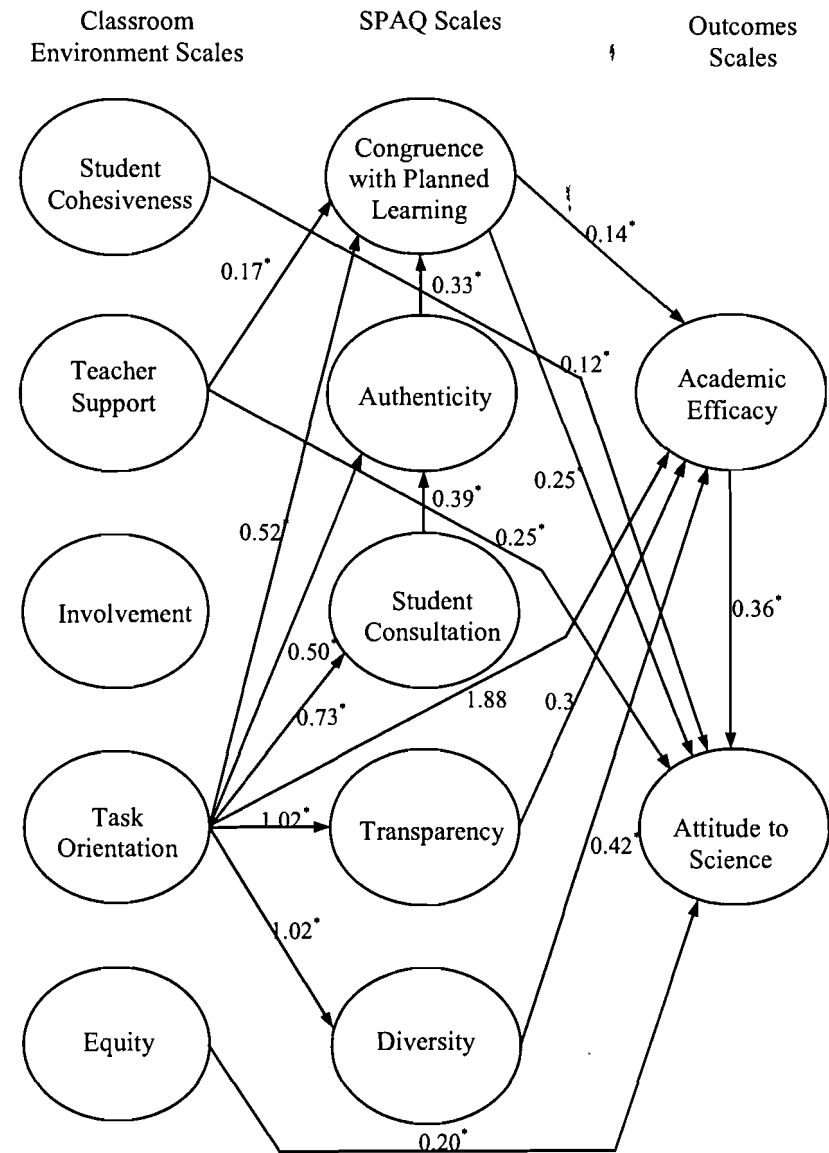 Classroom
Environment Scales
SPAQ Scales
Outcomes
Scales
Student
Cohesiveness
Congruence
with Planned
Learning
0.14*
0.17*
0.33*
Teacher
Support
Authenticity
0.12*
Academic
Efficacy
0.52*
0.39*
0.25*
0.25*
Involvement
Student
Consultation
0.36*
0.50*
0.73*
1.88
0.3
Task
Orientation
1.02*
Transparency
0.42*
Attitude to
Science
1.02*
Equity
Diversity
0.20*